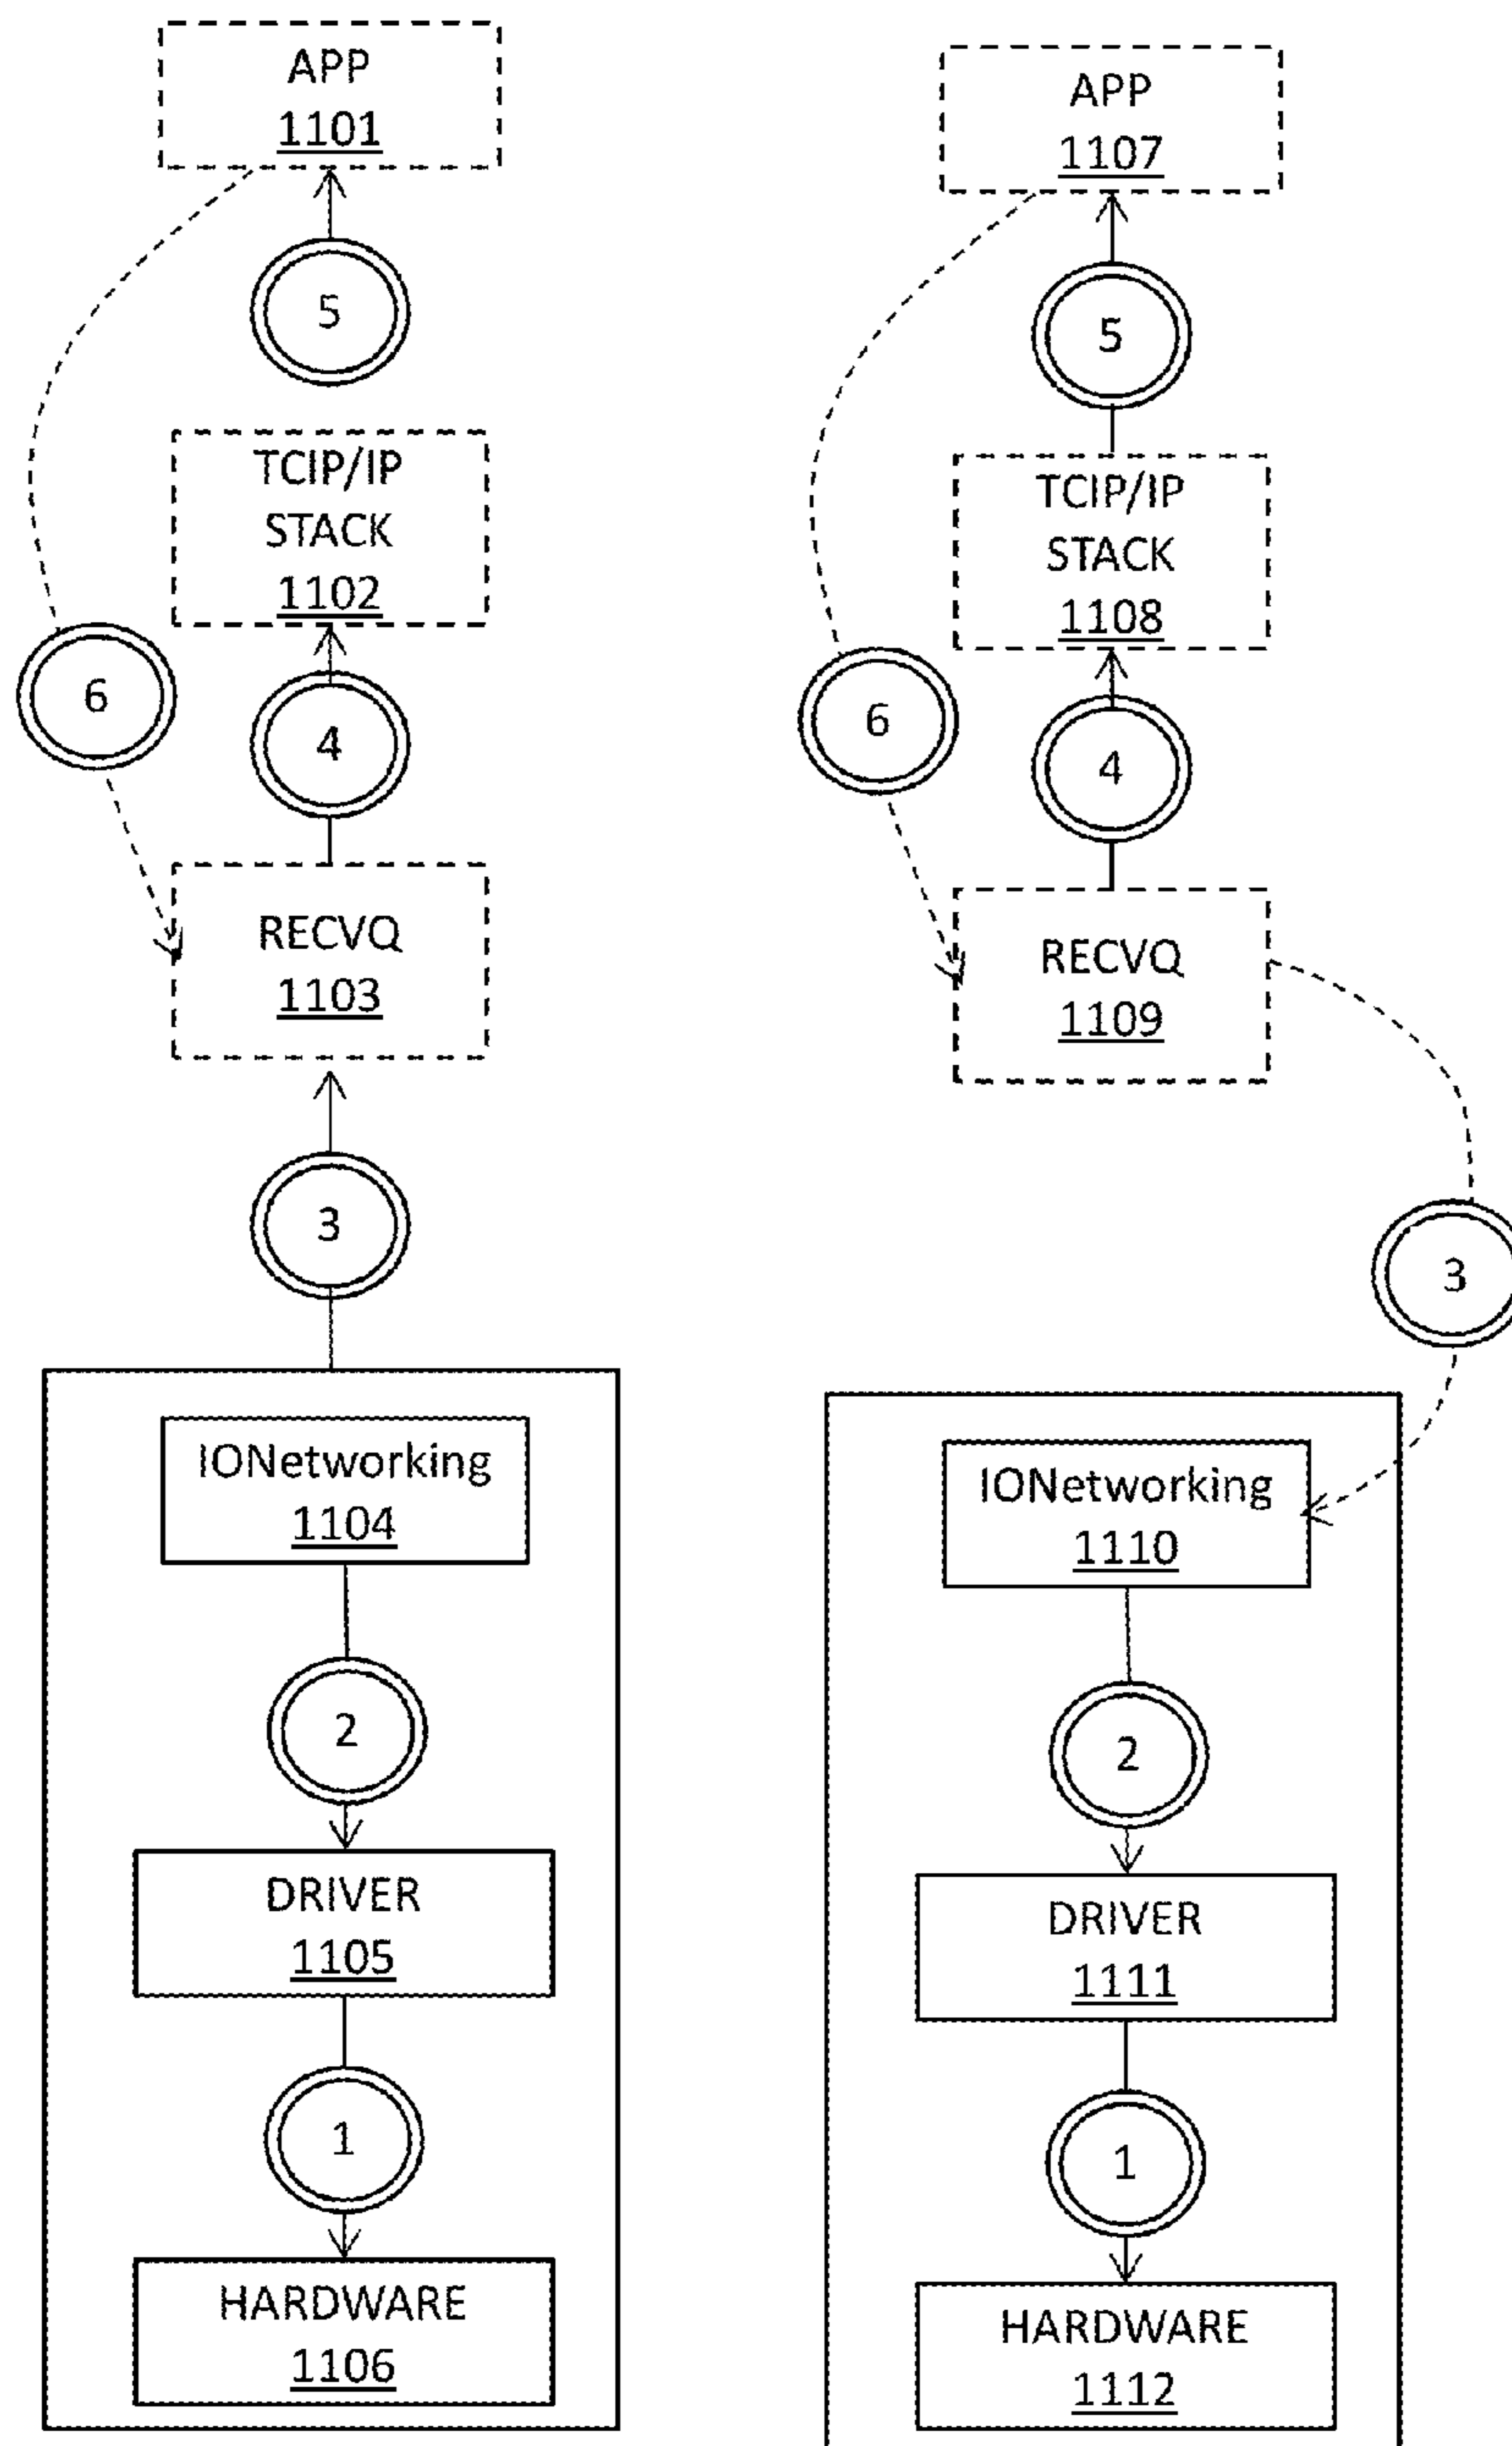 APP
1101
5
TCIP/IP
STACK
1102
6
4
RECVQ
1103
3
IONetworking
1104
2
DRIVER
1105
1
HARDWARE
1106
APP
1107
5
TCIP/IP
STACK
1108
6
4
RECVQ
1109
3
IONetworking
1110
2
DRIVER
1111
1
HARDWARE
1112